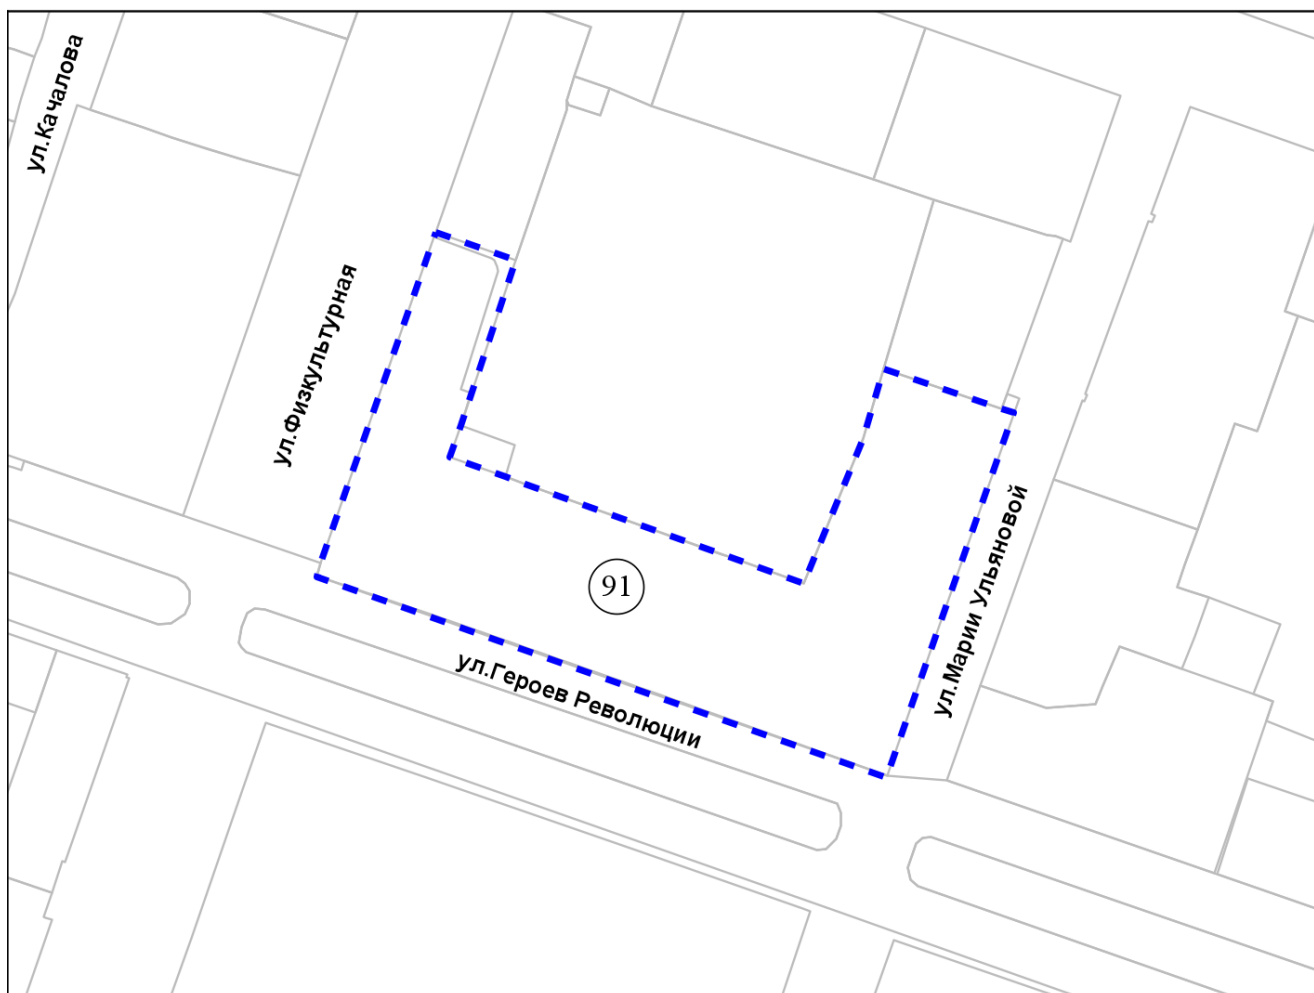 ул.Качалова
ул.Физкультурная
91
ул.Героев Революции
ул.Марии Ульяновой